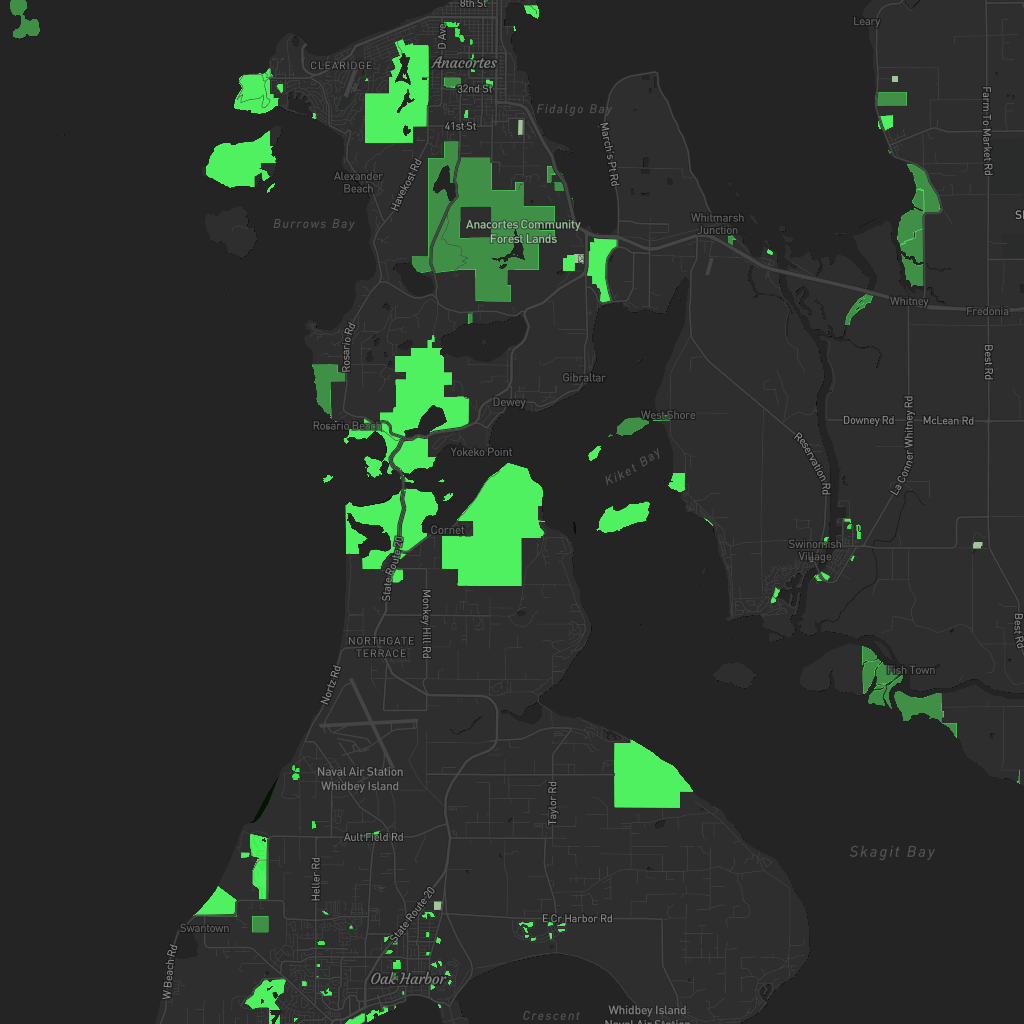 8th St
Leary
D Ave
Anacortes
CLEARIDGE
32nd St
Farm To Market Rd
Fidalgo Bay
41st St
March's Pt Rd
Havekost Rd
Alexander
Beach
Burrows Bay
Anacortes Community
Forest Lands
Whitmarsh
Junction
Whitney
Fredonia
Rosario Rd
Best Rd
Gibraltar
Dewey
West Shore
Rosario Beach
Downey Rd
McLean Rd
La Conner Whitney Rd
Reservation Rd
Yokeko Point
Kiket Bay
Cornet
State Route 20
Swinomish
Village
Monkey Hill Rd
Best Rd
NORTHGATE
TERRACE
Nortz Rd
Fish Town
Naval Air Station
Whidbey Island
Taylor Rd
Ault Field Rd
Skagit Bay
Heller Rd
State Route 20
E Cr Harbor Rd
Swantown
W Beach Rd
Oak Harbor
Crescent
Whidbey Island
Naval Air Station